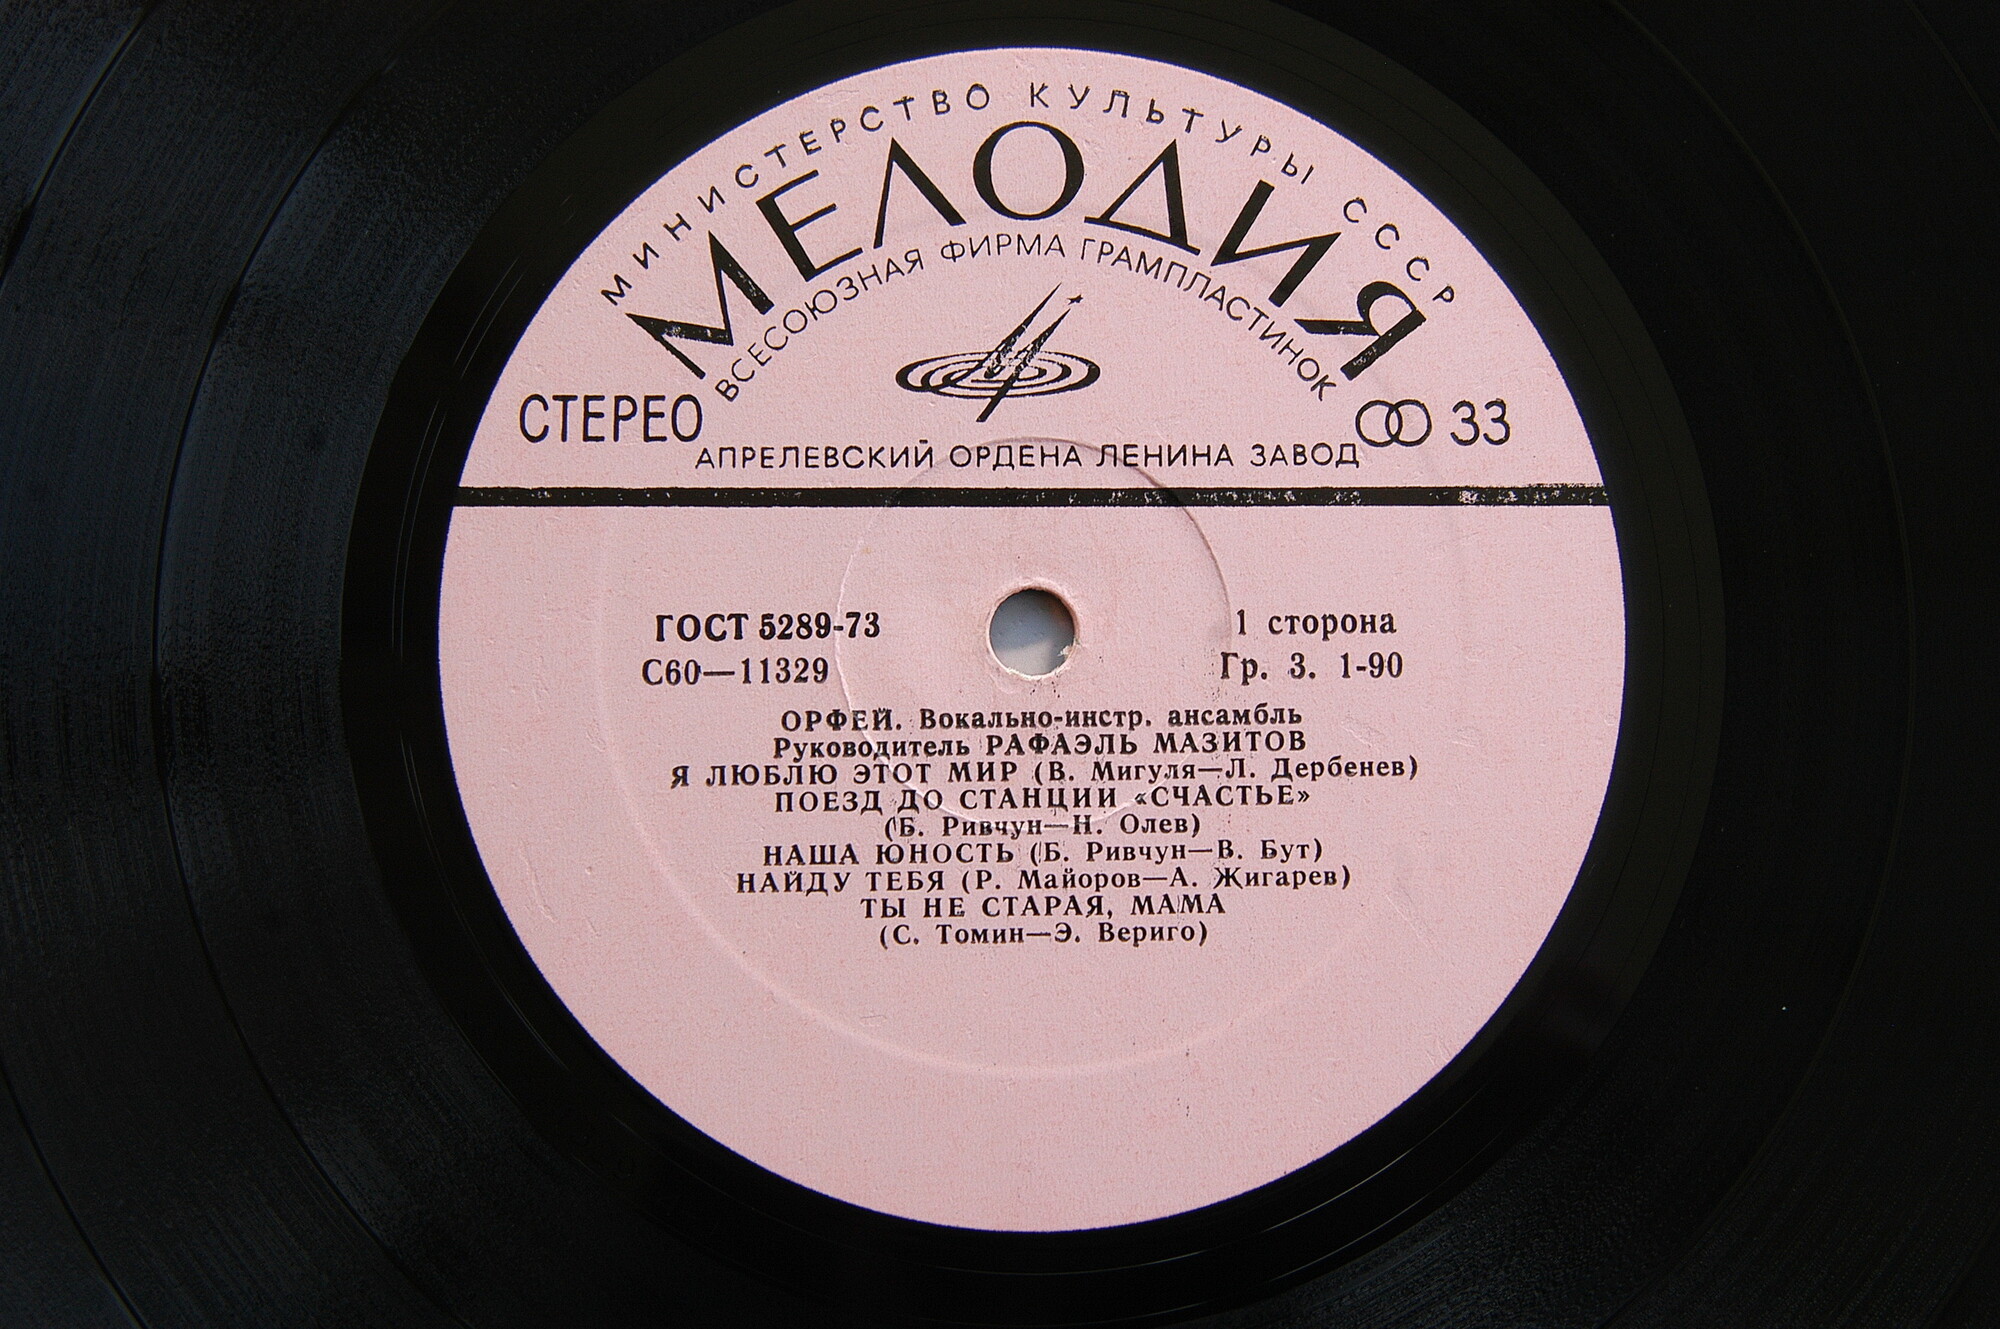 МИНИСТЕРСТВО КУЛЬТУРЫ СССР
МЕЛОДИЯ
ВСЕСОЮЗНАЯ ФИРМА ГРАМПЛАСТИНОК
СТЕРЕО
33
АПРЕЛЕВСКИЙ ОРДЕНА ЛЕНИНА ЗАВОД
ГОСТ 5289-73
1 сторона
С60—11329
Гр. 3. 1-90
ОРФЕЙ. Вокально-инстр. ансамбль
Руководитель РАФАЭЛЬ МАЗИТОВ
Я ЛЮБЛЮ ЭТОТ МИР (В. Мигуля—Л. Дербенев)
ПОЕЗД ДО СТАНЦИИ «СЧАСТЬЕ»
(Б. Ривчун—Н. Олев)
НАША ЮНОСТЬ (Б. Ривчун—В. Бут)
НАЙДУ ТЕБЯ (Р. Майоров—А. Жигарев)
ТЫ НЕ СТАРАЯ, МАМА
(С. Томин—Э. Вериго)